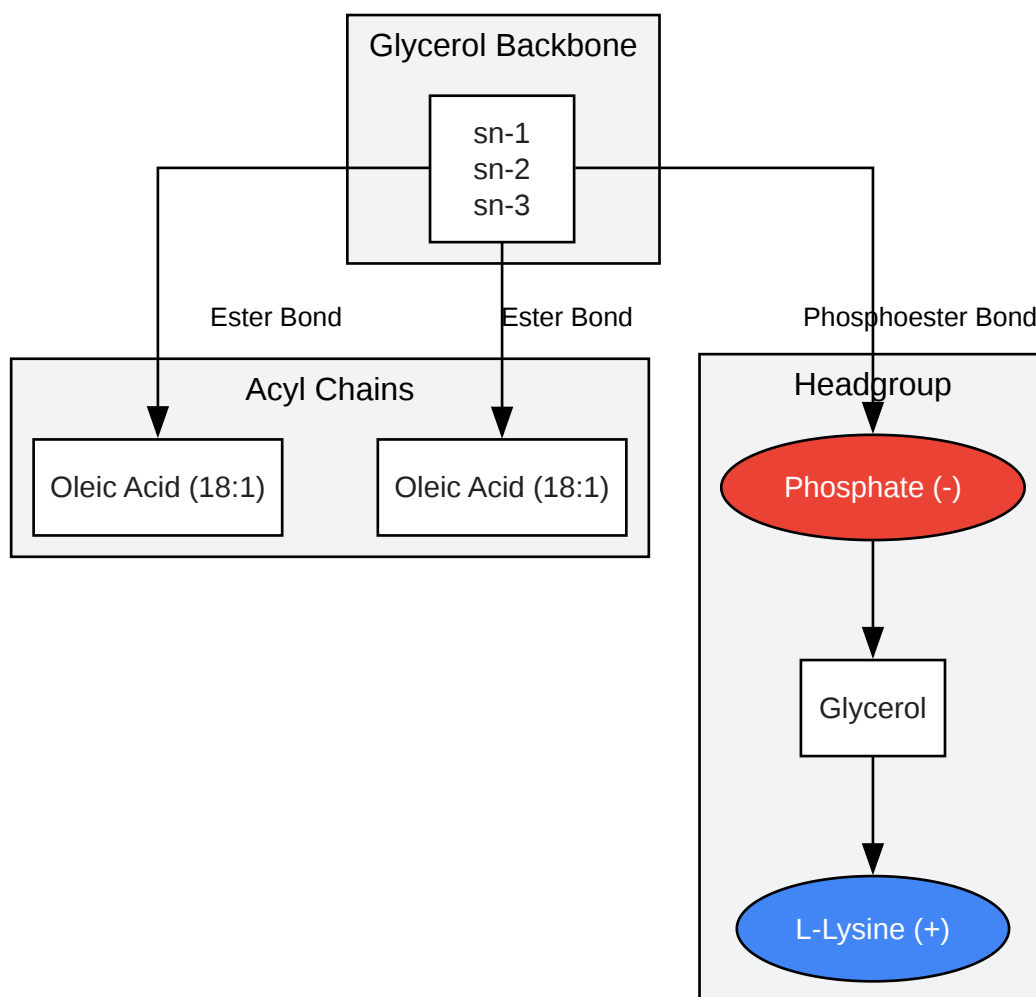 Glycerol Backbone
sn-1
sn-2
sn-3
Ester Bond
Ester Bond
Phosphoester Bond
Acyl Chains
Oleic Acid (18:1)
Oleic Acid (18:1)
Headgroup
Phosphate (-)
Glycerol
L-Lysine (+)